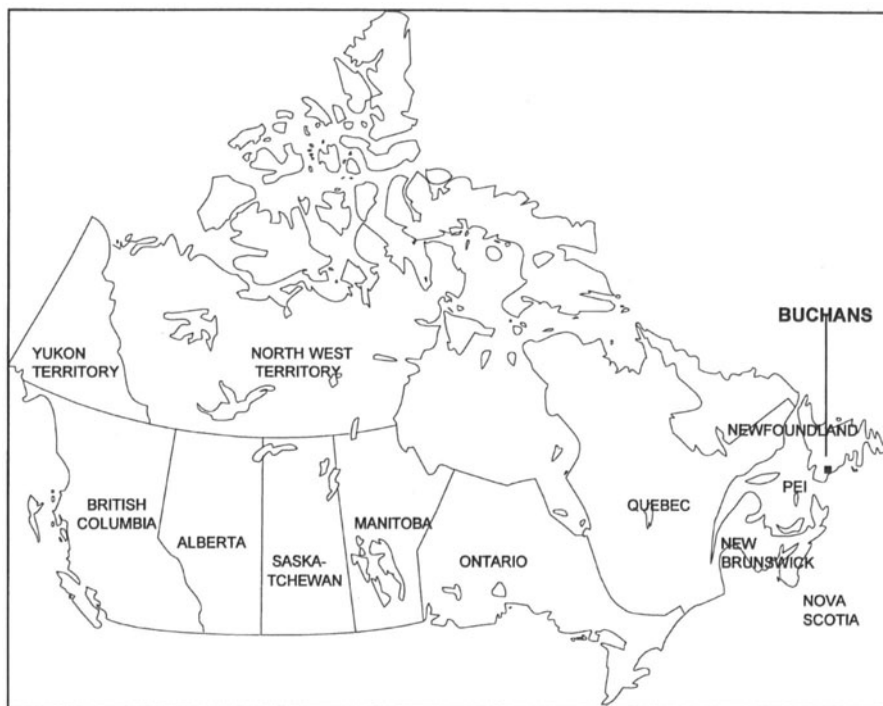 BUCHANS
YUKON
TERRITORY
NORTH WEST
TERRITORY
NEWFOUNDLAND
BRITISH
COLUMBIA
ALBERTA
SASKA-
TCHEWAN
MANITOBA
ONTARIO
QUEBEC
PEI
NEW
BRUNSWICK
NOVA
SCOTIA